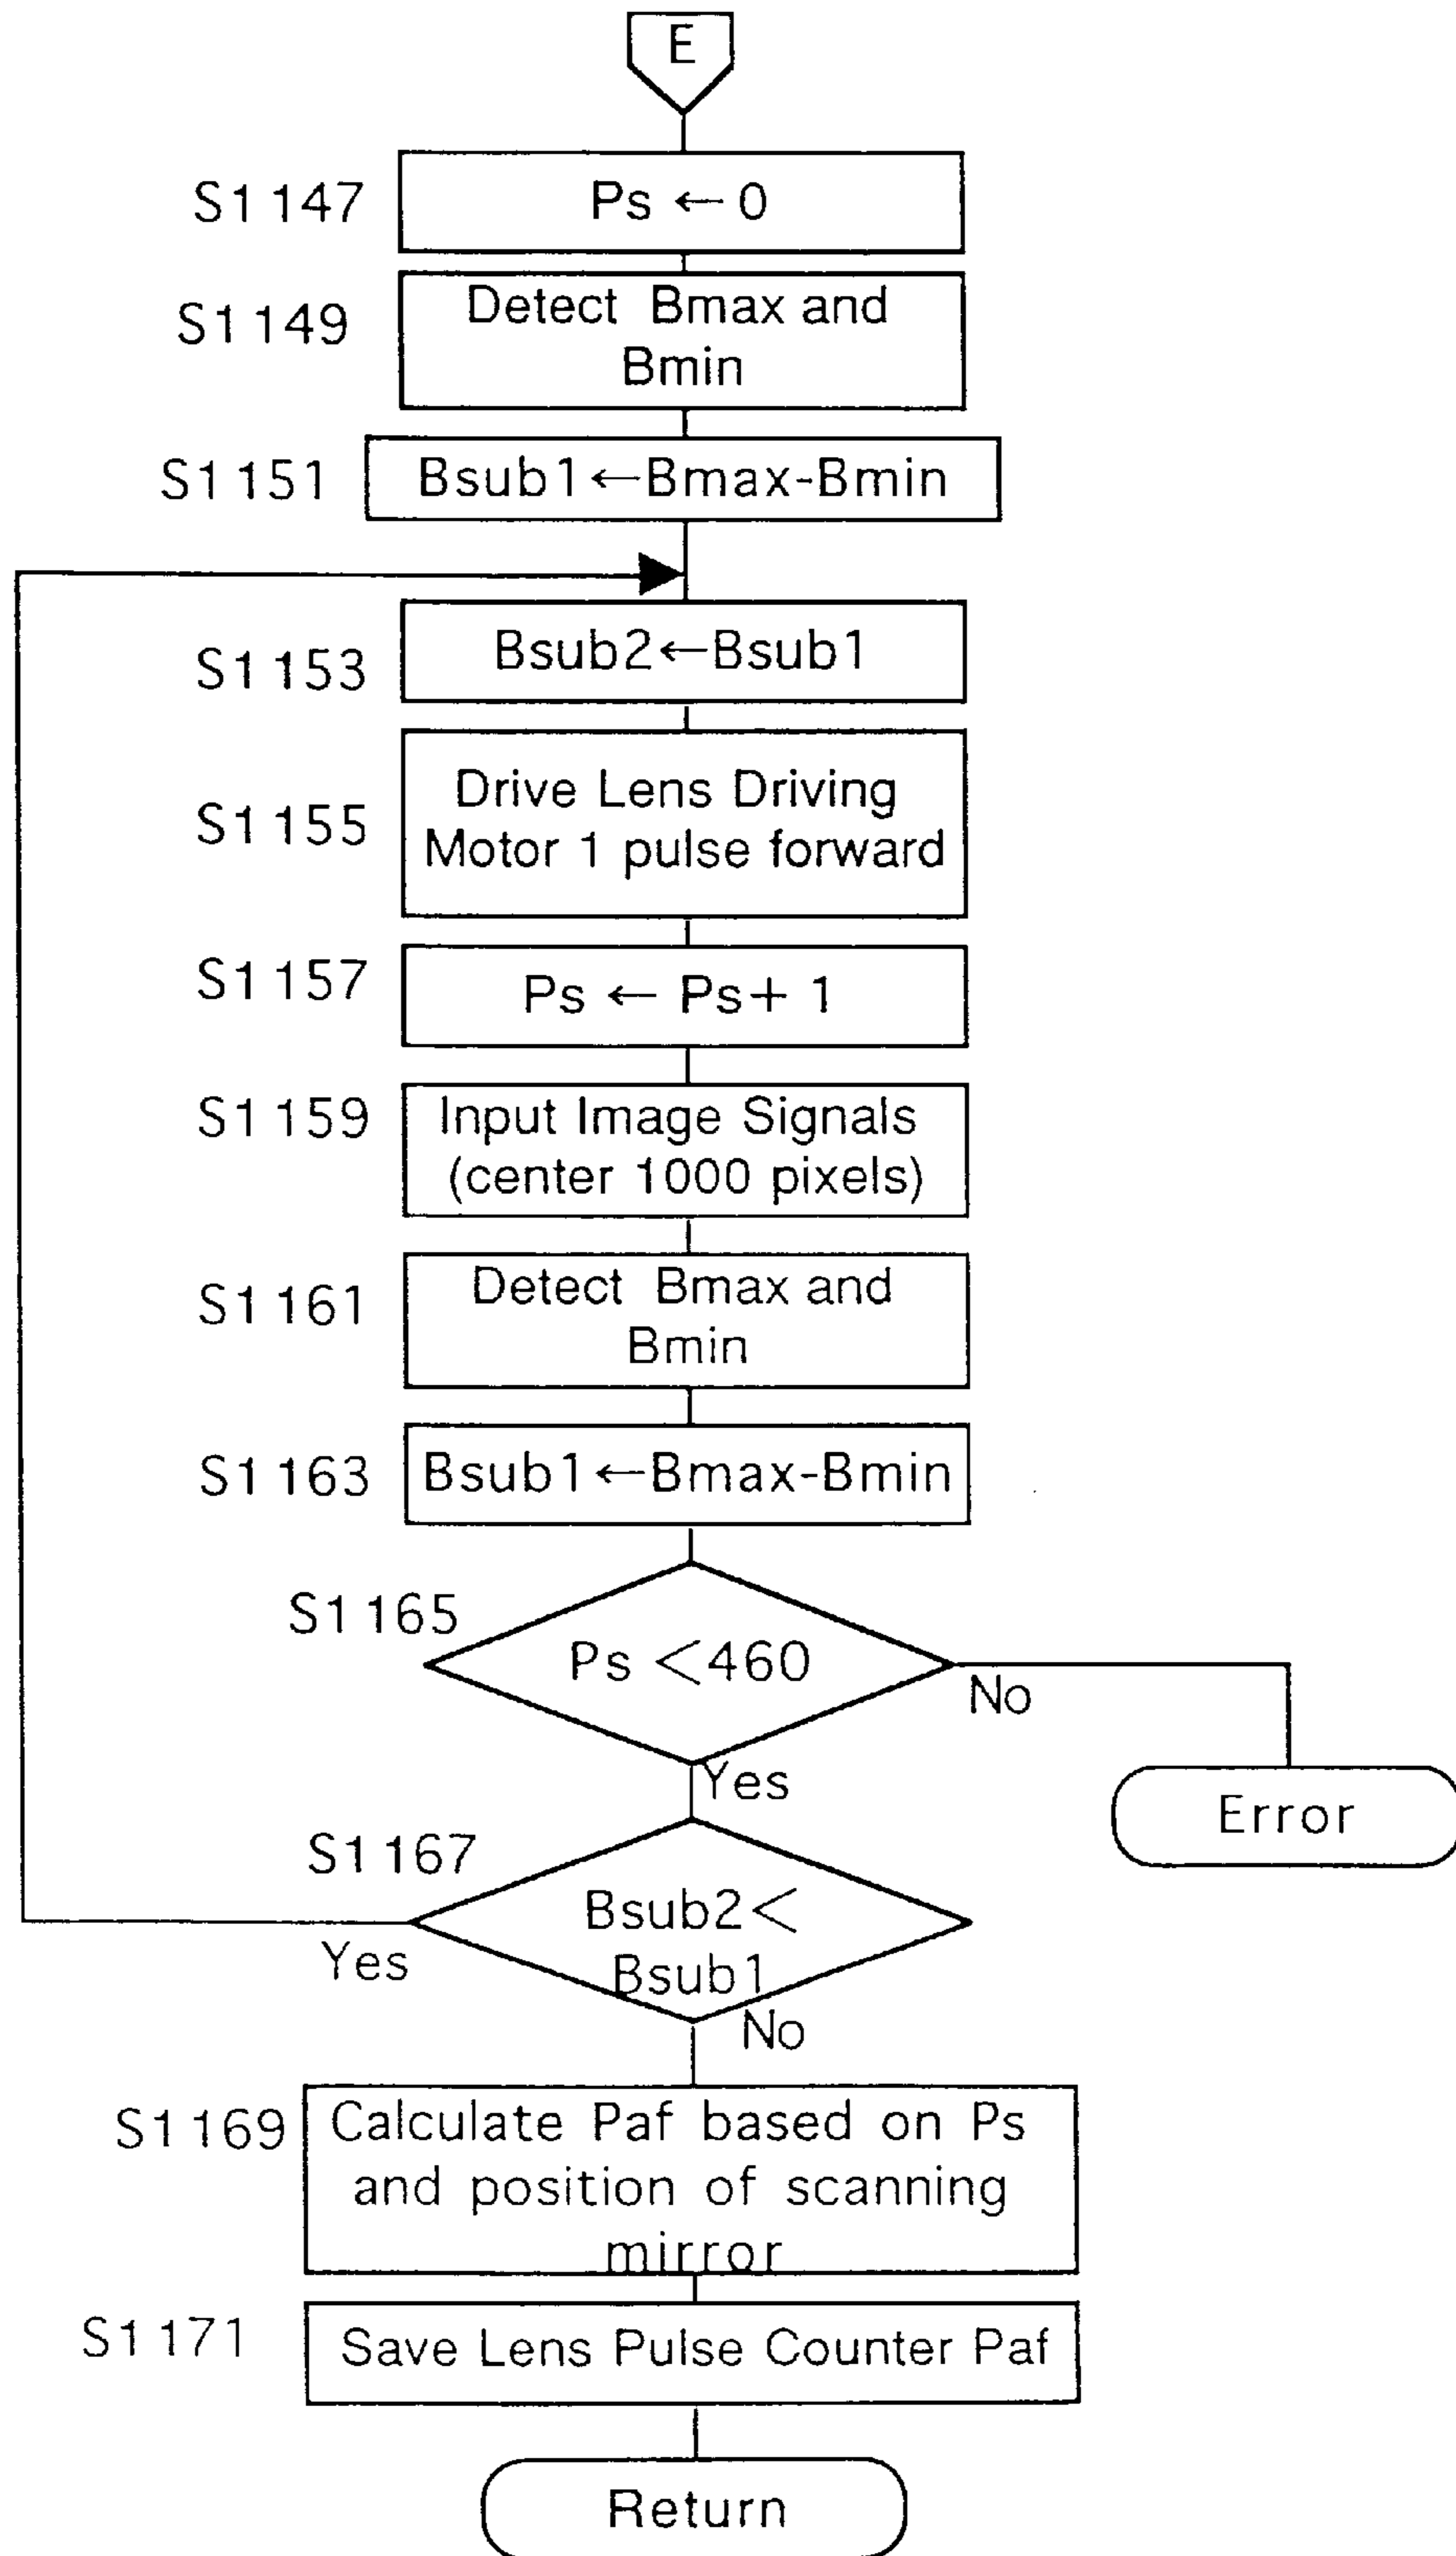 E
S1147
Ps ← 0
S1149
Detect Bmax and
Bmin
S1151
Bsub1←Bmax-Bmin
S1153
Bsub2←Bsub1
S1155
Drive Lens Driving
Motor 1 pulse forward
S1157
Ps ← Ps+ 1
S1159
Input Image Signals
(center 1000 pixels)
S1161
Detect Bmax and
Bmin
S1163
Bsub1←Bmax-Bmin
S1165
Ps <460
No
Yes
Error
S1167
Bsub2<
Bsub1
Yes
No
S1169
Calculate Paf based on Ps
and position of scanning
mirror
S1171
Save Lens Pulse Counter Paf
Return